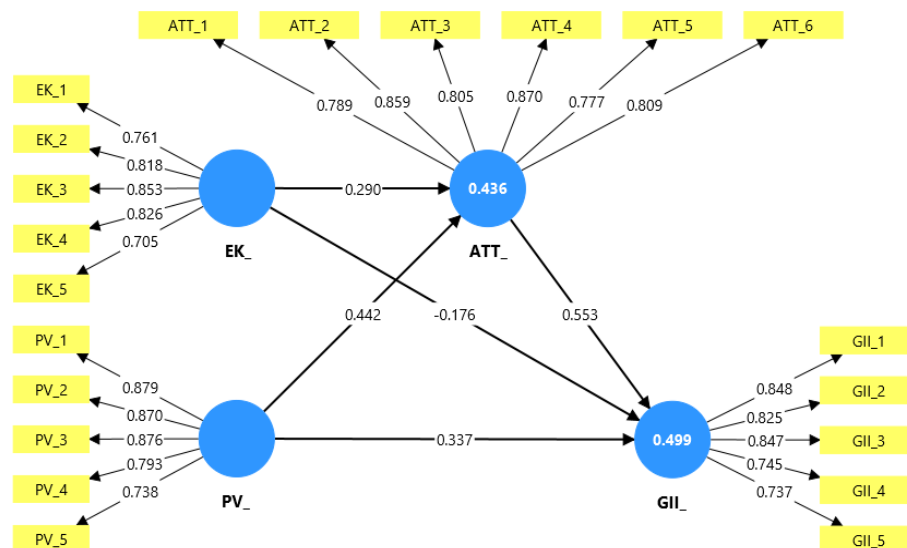 ATT_1 ATT_2 ATT_3 ATT_4 ATT_5 ATT_6
EK_1
0.789 0.859 0.805 0.870 0.777 0.809
0.761
EK_2
0.818
EK_3
0.853
0.290
0.436
EK_4
0.826
EK_5
0.705
EK_
ATT_
0.442
-0.176
0.553
PV_1
0.879
PV_2
0.870
PV_3
0.876
0.337
PV_4
0.793
PV_5
0.738
PV_
0.499
GII_
GII_1
0.848
GII_2
0.825
GII_3
0.847
GII_4
0.745
GII_5
0.737